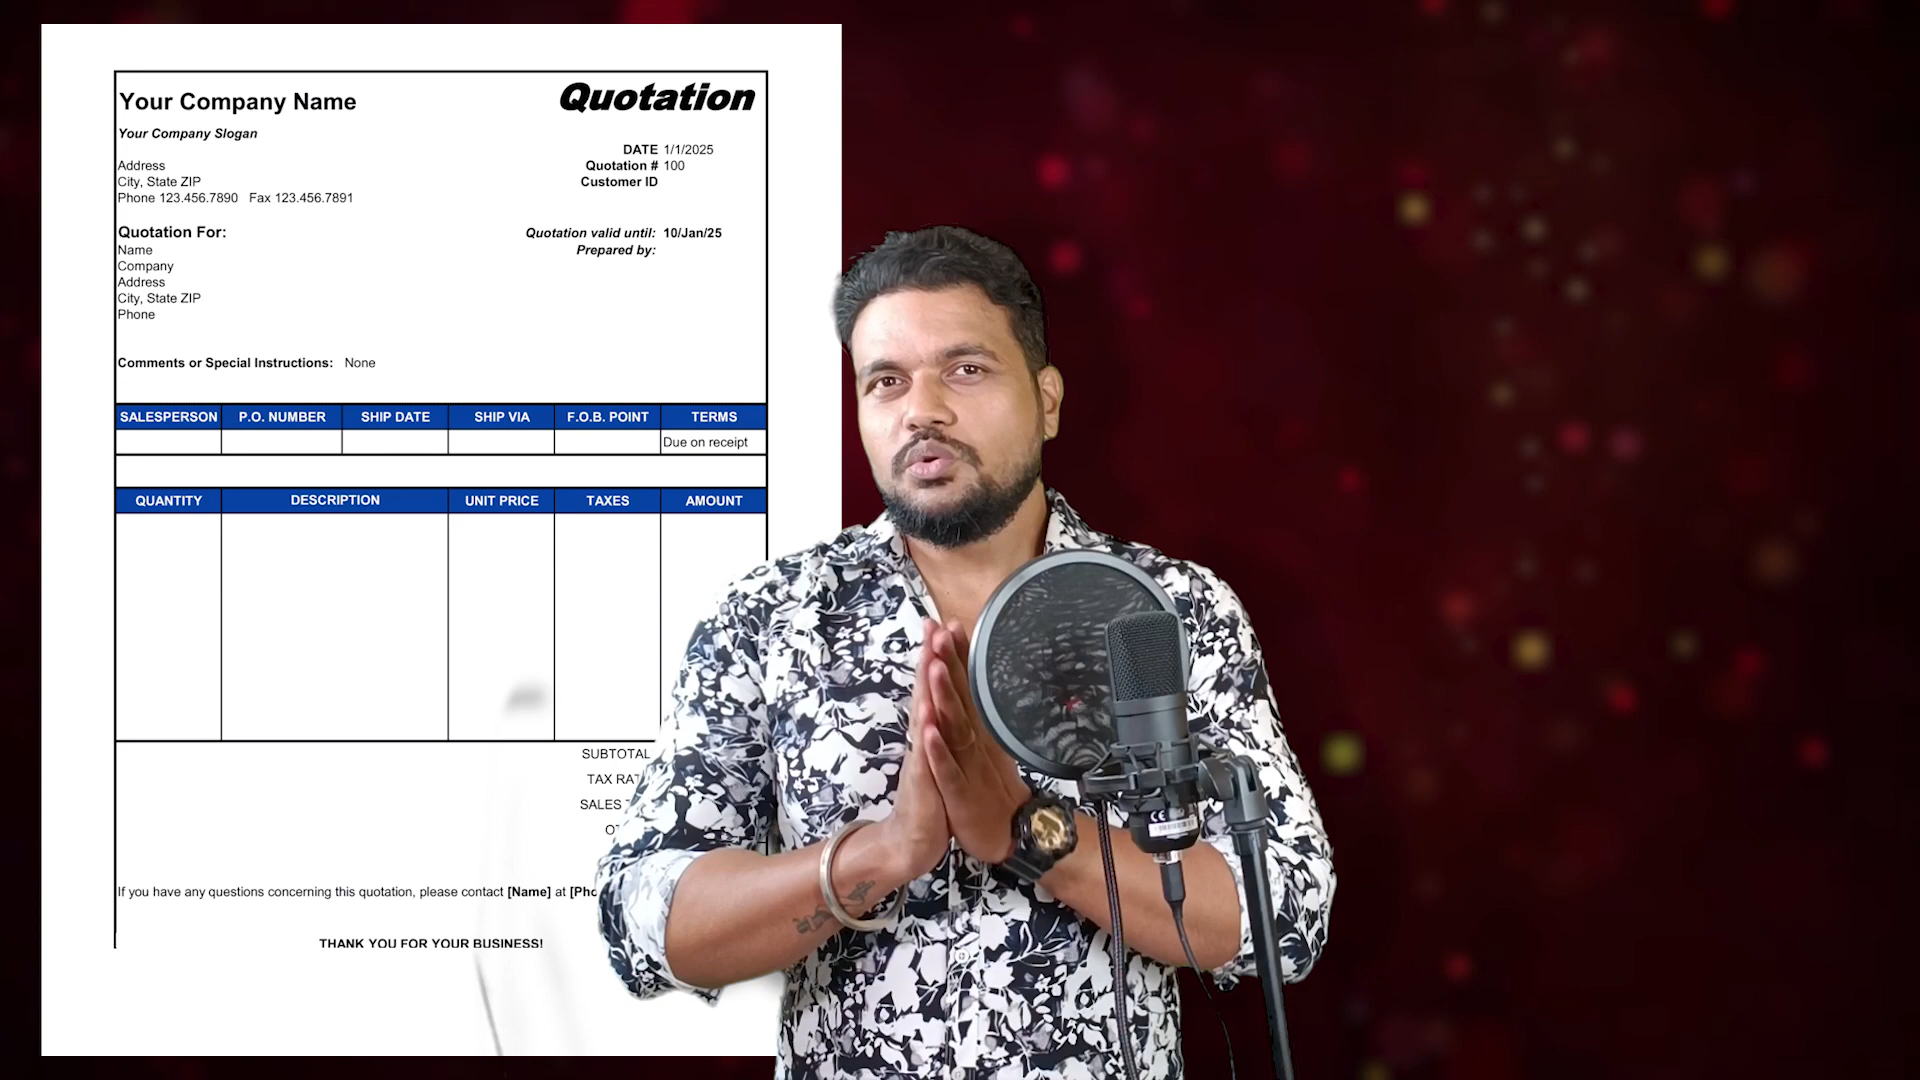 Your Company Name
Quotation
Your Company Slogan
DATE 1/1/2025
Address
Quotation # 100
City, State ZIP
Customer ID
Phone 123.456.7890 Fax 123.456.7891
Quotation For:
Quotation valid until: 10/Jan/25
Name
Prepared by:
Company
Address
City, State ZIP
Phone
Comments or Special Instructions: None
SALESPERSON P.O. NUMBER SHIP DATE SHIP VIA F.O.B. POINT TERMS
Due on receipt
QUANTITY DESCRIPTION UNIT PRICE TAXES AMOUNT
SUBTOTAL
TAX
SALES
If you have any questions concerning this quotation, please contact [Name] at
THANK YOU FOR YOUR BUSINESS!
CE